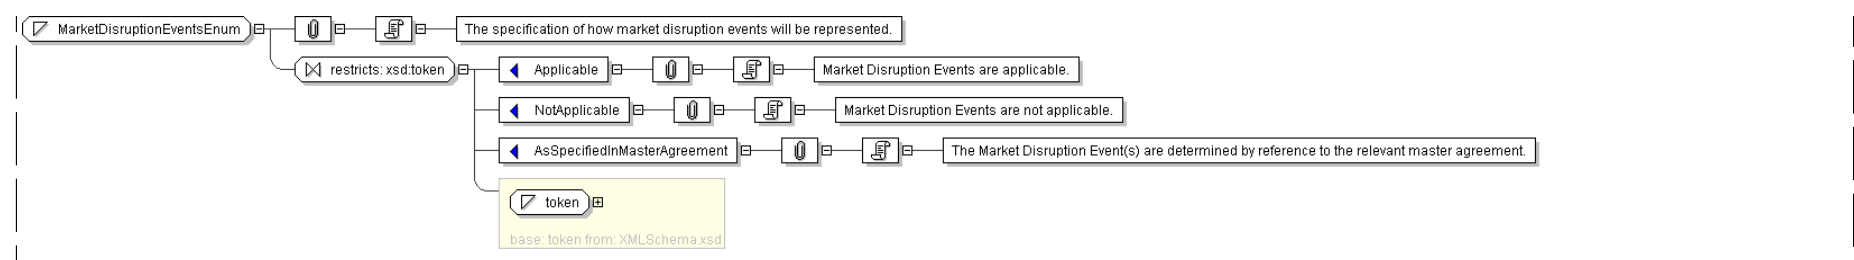 MarketDisruptionEventsEnum The specification of how market disruption events will be represented.
restricts: xsd:token Applicable Market Disruption Events are applicable.
NotApplicable Market Disruption Events are not applicable.
AsSpecifiedInMasterAgreement The Market Disruption Event(s) are determined by reference to the relevant master agreement.
token
base: token from: XMLSchema.xsd